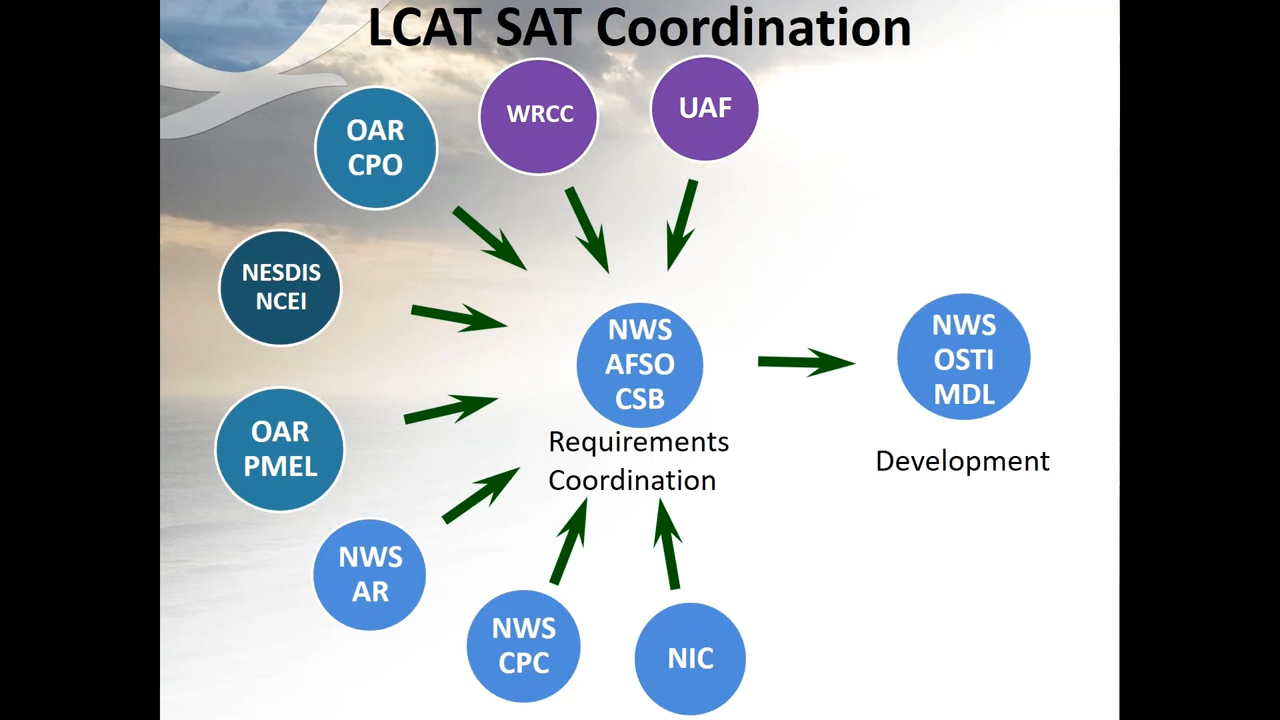 LCAT SAT Coordination
OAR
CPO
WRCC
UAF
NESDIS
NCEI
NWS
AFSO
CSB
Requirements
Coordination
NWS
OSTI
MDL
Development
OAR
PMEL
NWS
AR
NWS
CPC
NIC